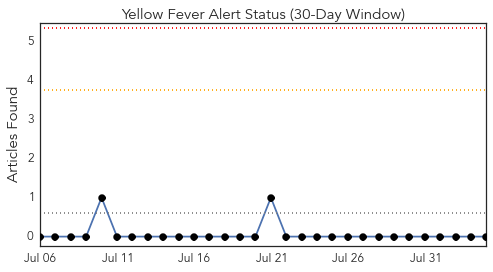 Yellow Fever Alert Status (30-Day Window)
Articles Found
5
4
3
2
1
0
Jul 06
Jul 11
Jul 16
Jul 21
Jul 26
Jul 31